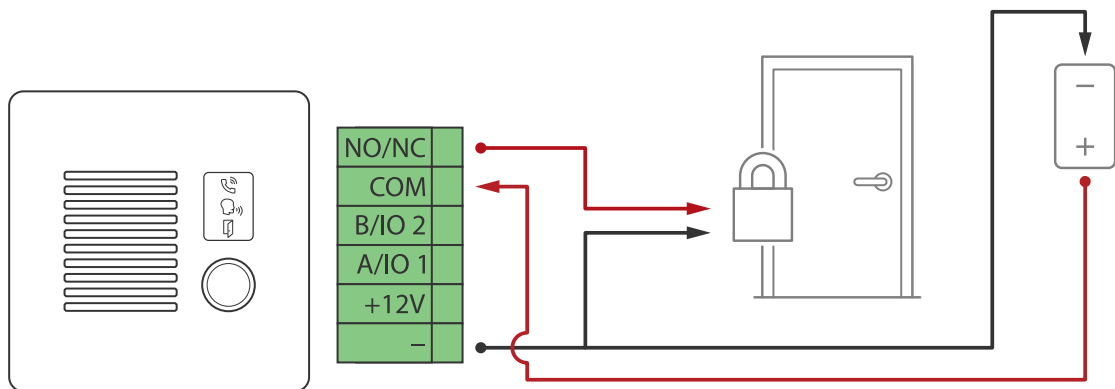 NO/NC
COM
B/IO 2
A/IO 1
+12V
–
–
+